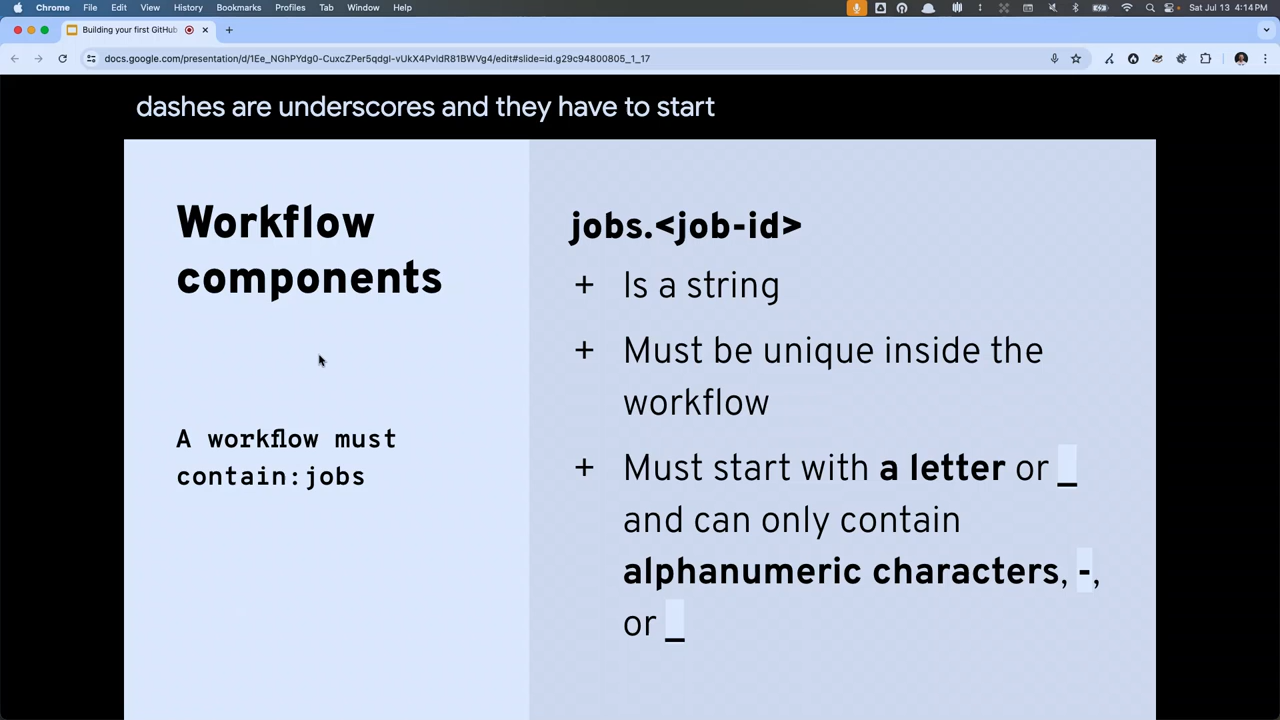 Chrome File Edit View History Bookmarks Profiles Tab Window Help Sat Jul 13 4:14 PM
Building your first GitHub
docs.google.com/presentation/d/1Ee_NGhPYdg0-CuxcZPer5qdgl-vUkX4PvldR81BWVg4/edit#slide=id.g29c94800805_1_17
dashes are underscores and they have to start
Workflow
components
A workflow must
contain:jobs
jobs.<job-id>
+ Is a string
+ Must be unique inside the
workflow
+ Must start with a letter or _
and can only contain
alphanumeric characters, -,
or _